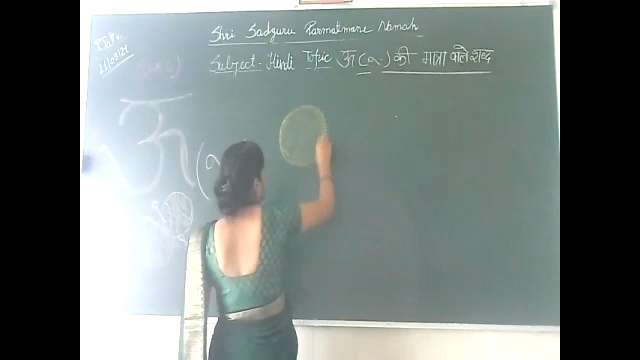 Shri Sadguru Parmatmane Namah
Subject - Hindi Topic ऊ ( ू ) की मात्रा वाले शब्द
ऊ (